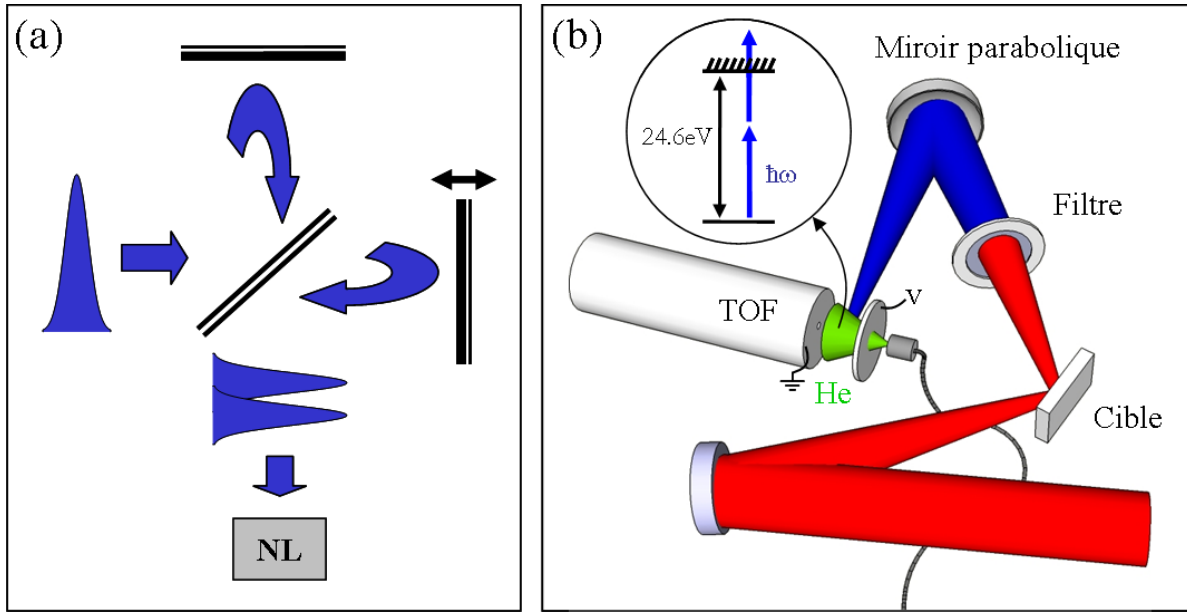 (a)
NL
(b)
Miroir parabolique
24.6eV
ħω
Filtre
TOF
V
He
Cible